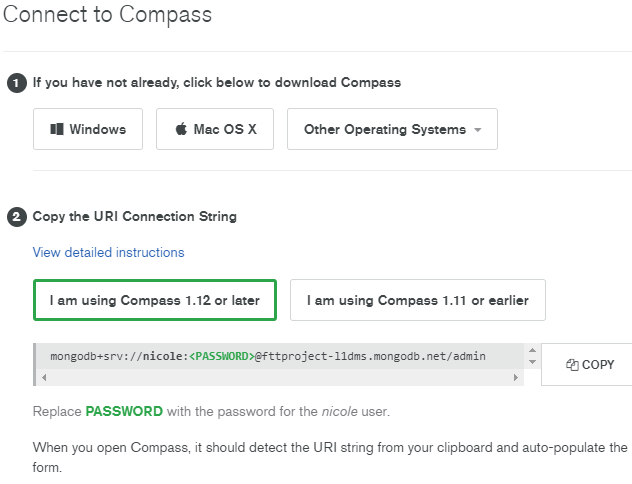 Connect to Compass
1 If you have not already, click below to download Compass
Windows
Mac OS X
Other Operating Systems
2 Copy the URI Connection String
View detailed instructions
I am using Compass 1.12 or later
I am using Compass 1.11 or earlier
mongodb+srv://nicole:<PASSWORD>@fttproject-l1dms.mongodb.net/admin
COPY
Replace PASSWORD with the password for the nicole user.
When you open Compass, it should detect the URI string from your clipboard and auto-populate the
form.